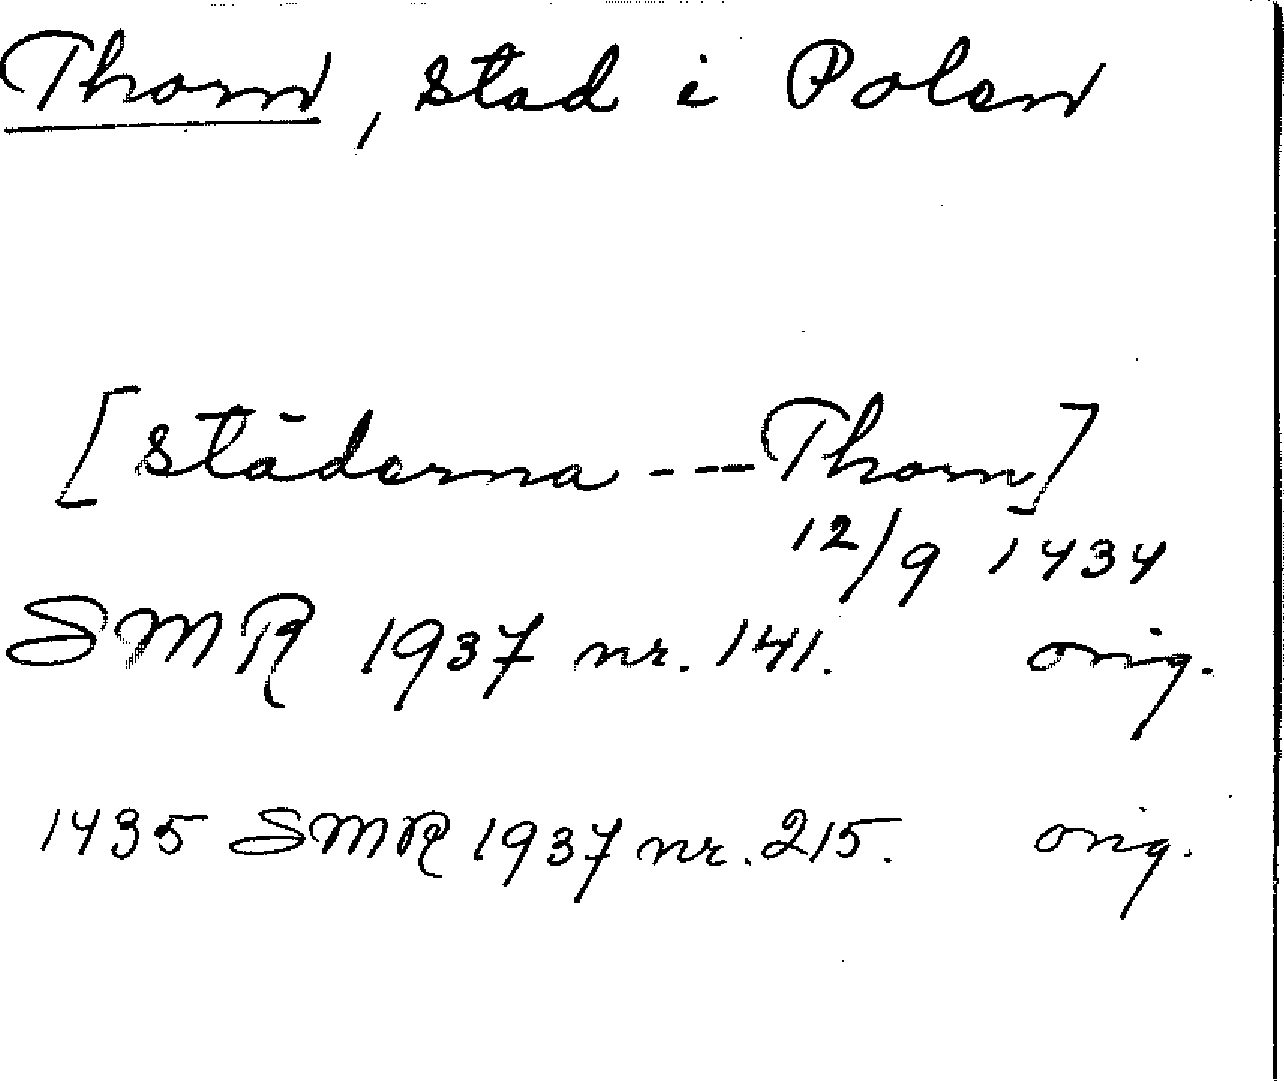 Thorn, stad i Polen
[städerna --- Thorn]
12/9 1434
SMR 1937 nr. 141. orig.
1435 SMR 1937 nr. 215. orig.